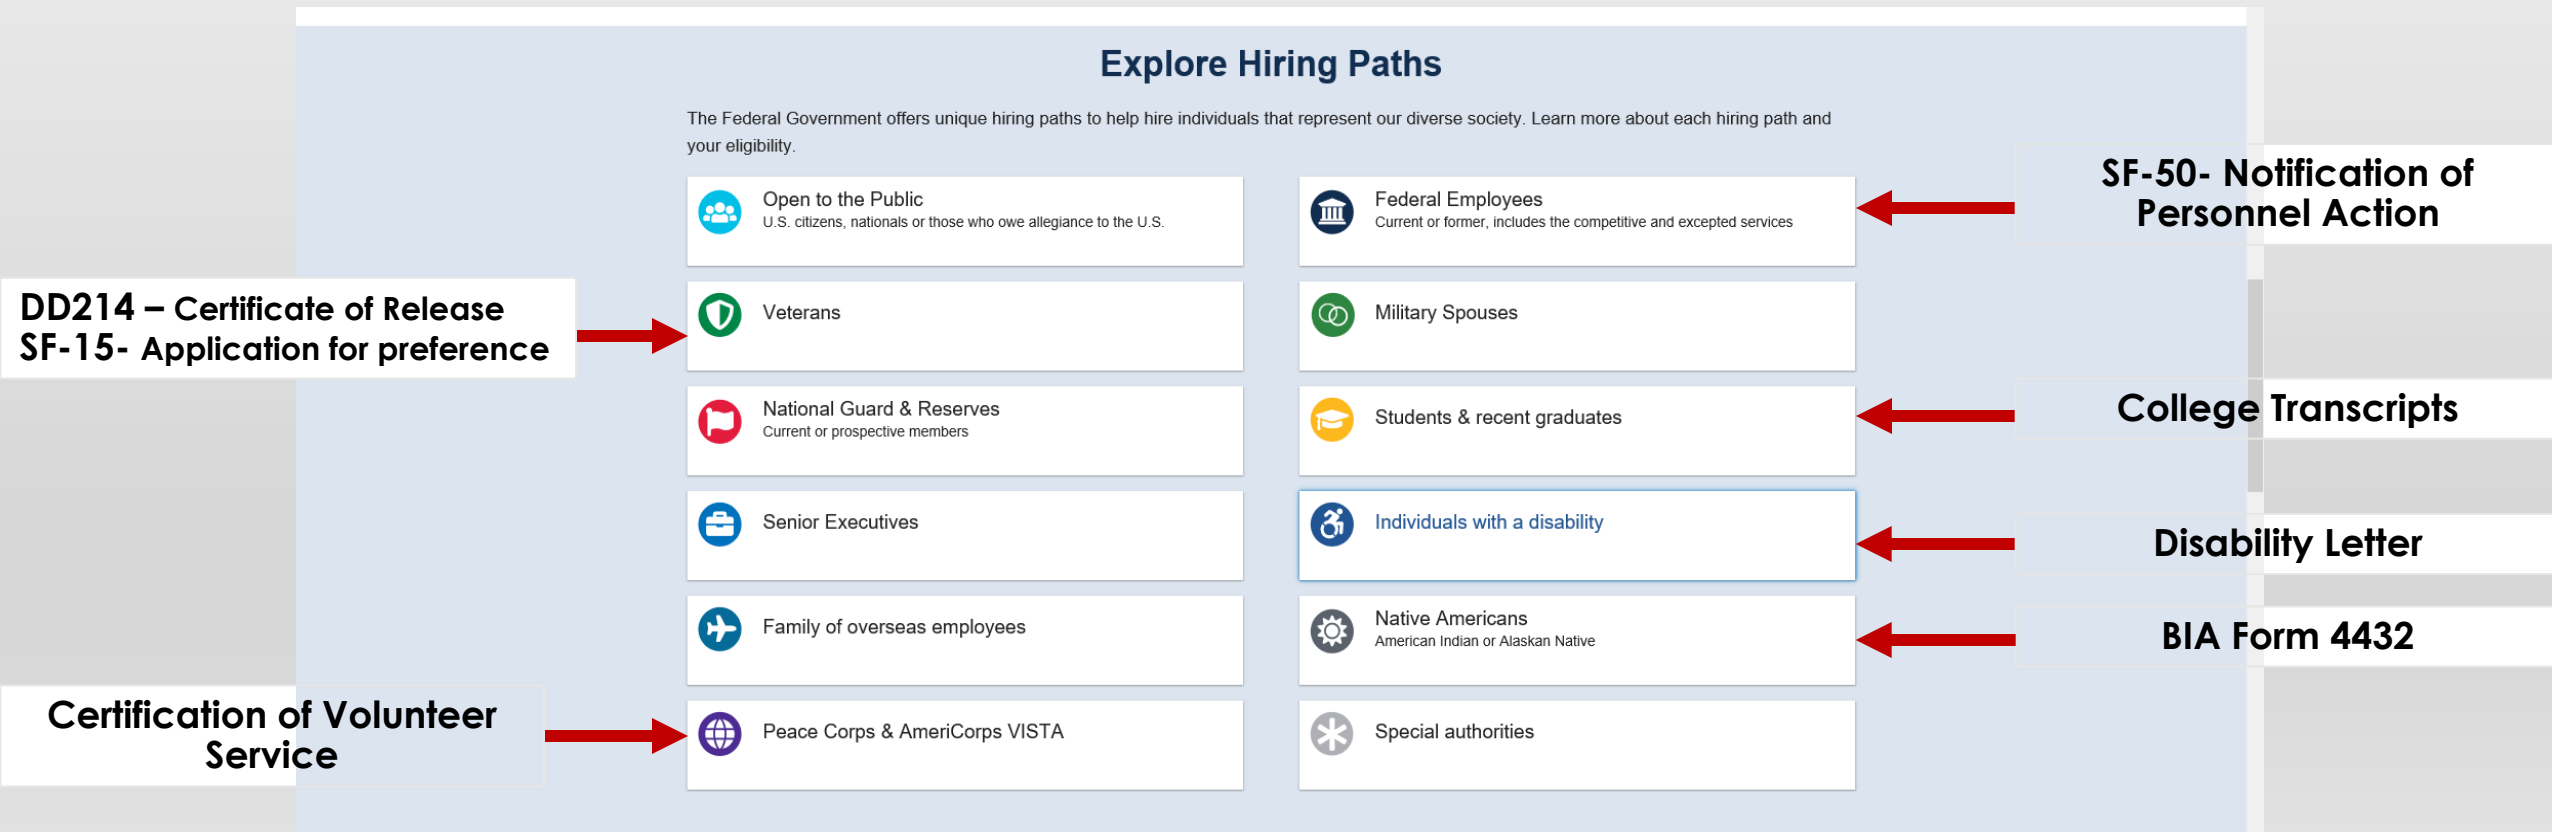 Explore Hiring Paths
The Federal Government offers unique hiring paths to help hire individuals that represent our diverse society. Learn more about each hiring path and
your eligibility.
Open to the Public
U.S. citizens, nationals or those who owe allegiance to the U.S.
Federal Employees
Current or former, includes the competitive and excepted services
SF-50- Notification of
Personnel Action
DD214 – Certificate of Release
SF-15- Application for preference
Veterans
Military Spouses
National Guard & Reserves
Current or prospective members
Students & recent graduates
College Transcripts
Senior Executives
Individuals with a disability
Disability Letter
Family of overseas employees
Native Americans
American Indian or Alaskan Native
BIA Form 4432
Certification of Volunteer
Service
Peace Corps & AmeriCorps VISTA
Special authorities